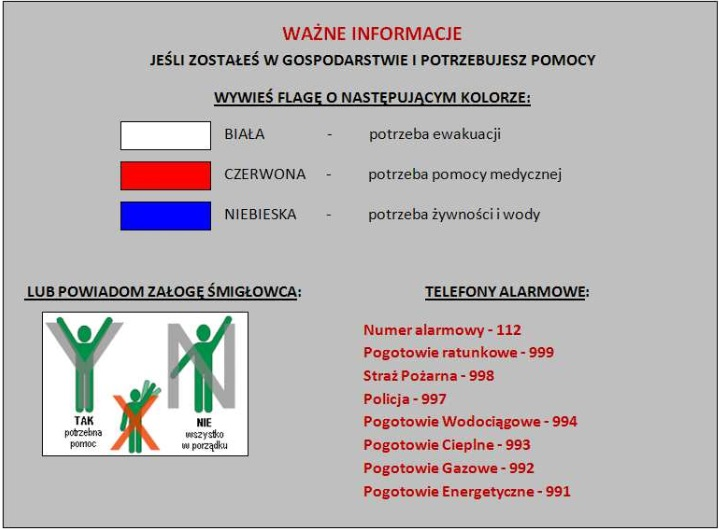 WAŻNE INFORMACJE
JEŚLI ZOSTAŁEŚ W GOSPODARSTWIE I POTRZEBUJESZ POMOCY
WYWIEŚ FLAGĘ O NASTĘPUJĄCYM KOLORZE:
BIAŁA - potrzeba ewakuacji
CZERWONA - potrzeba pomocy medycznej
NIEBIESKA - potrzeba żywności i wody
LUB POWIADOM ZAŁOGĘ ŚMIGŁOWCA:
Y
N
X
TAK
potrzebna
pomoc
NIE
wszystko
w porządku
TELEFONY ALARMOWE:
Numer alarmowy - 112
Pogotowie ratunkowe - 999
Straż Pożarna - 998
Policja - 997
Pogotowie Wodociągowe - 994
Pogotowie Cieplne - 993
Pogotowie Gazowe - 992
Pogotowie Energetyczne - 991